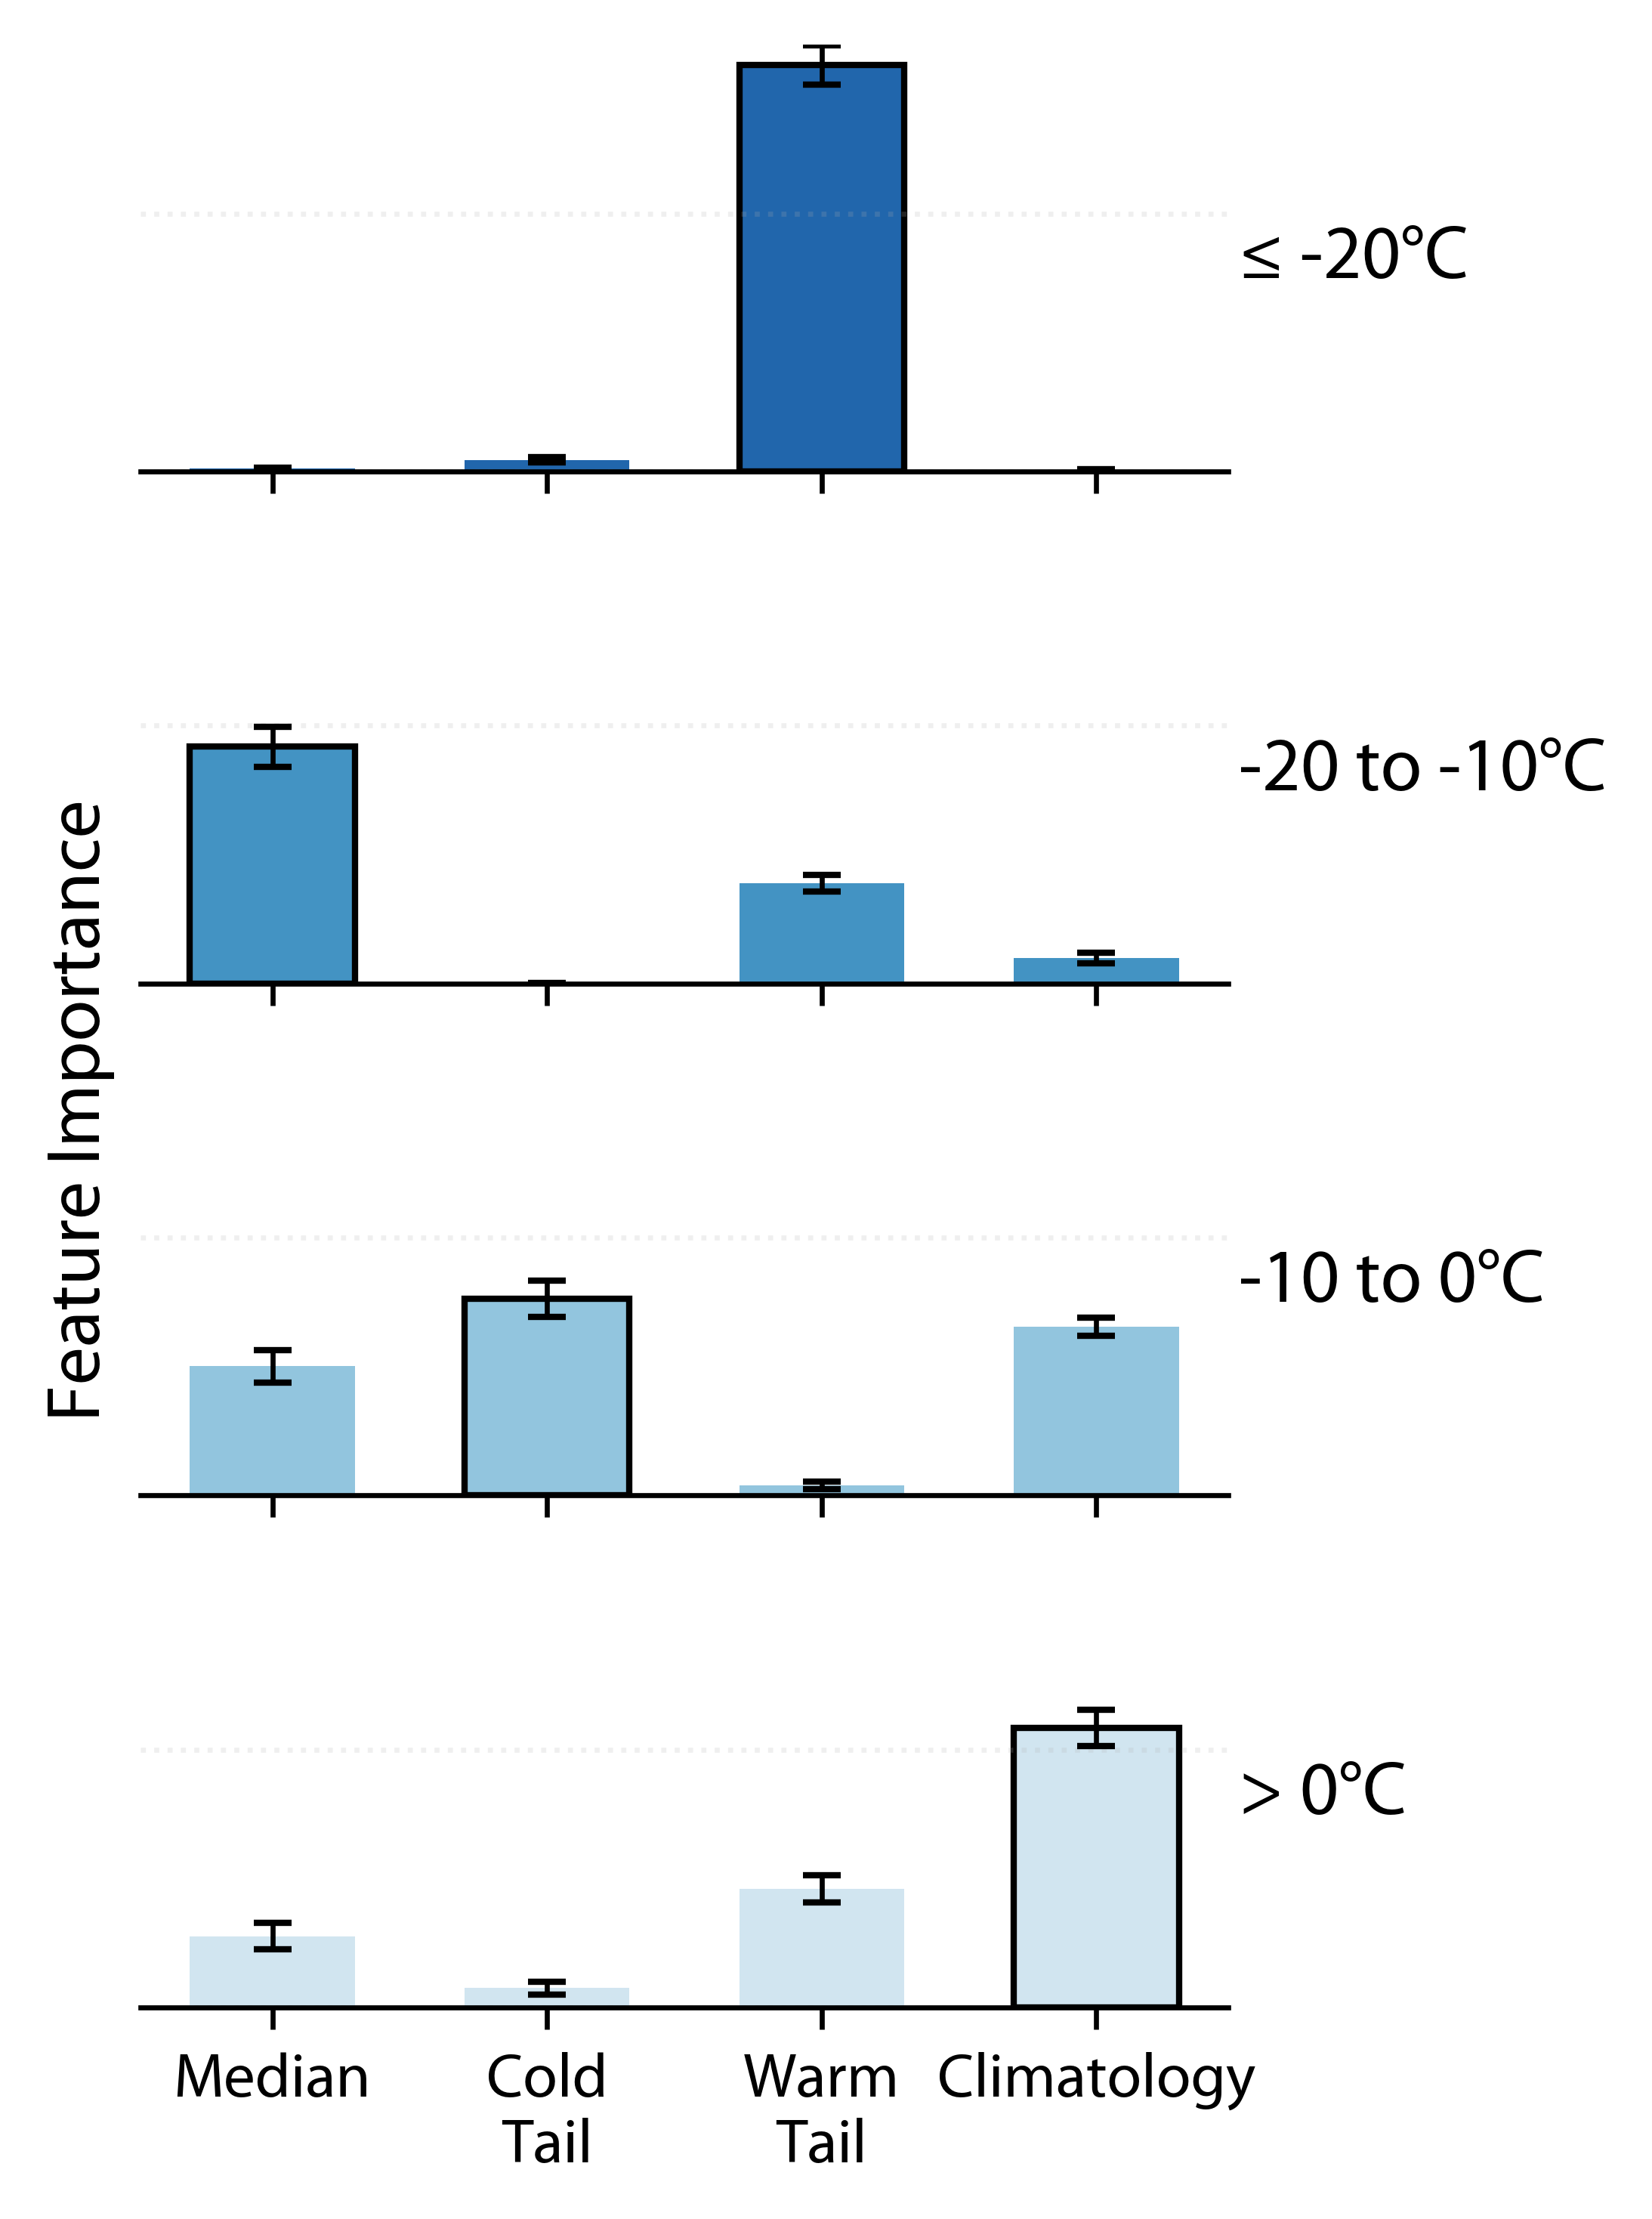 ≤ -20°C
-20 to -10°C
Feature Importance
-10 to 0°C
> 0°C
Median
Cold
Tail
Warm
Tail
Climatology